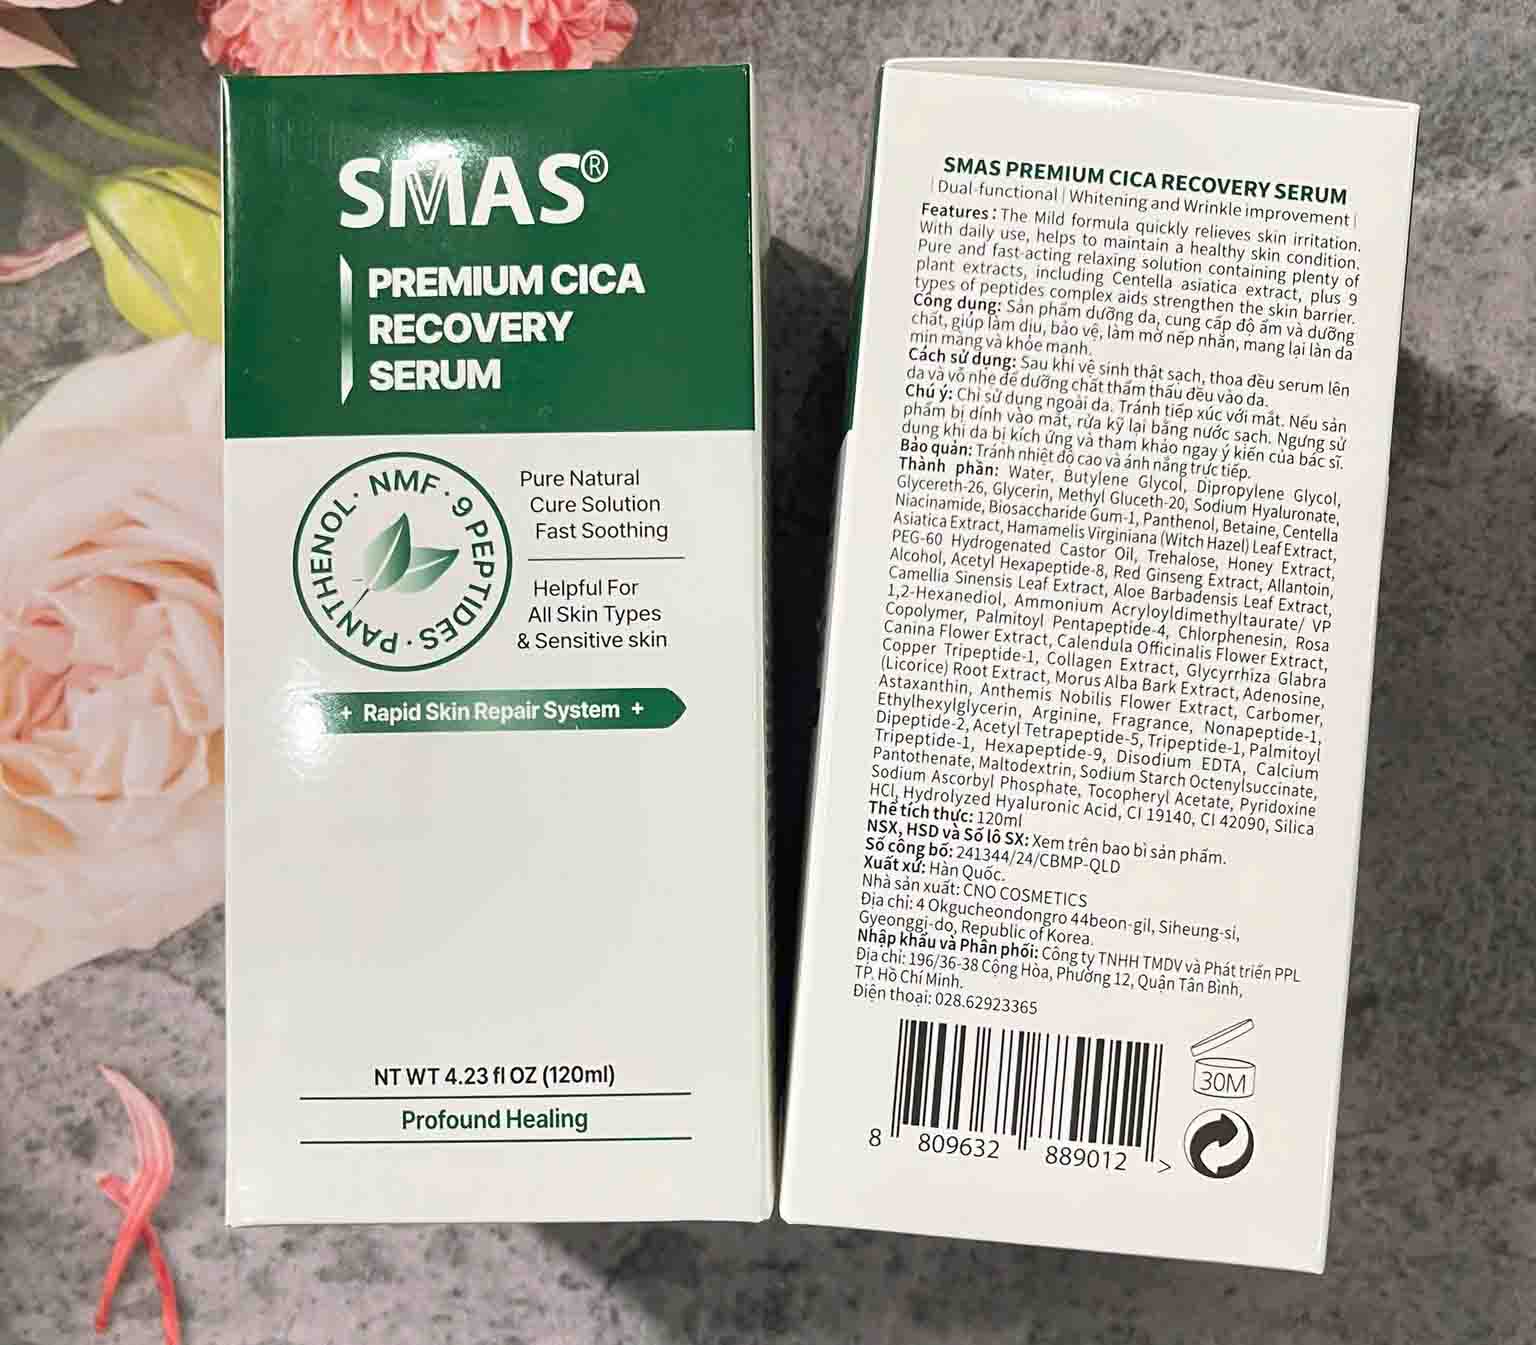 SMAS®
PREMIUM CICA
RECOVERY
SERUM
PANTHENOL · NMF · 9 PEPTIDES ·
Pure Natural
Cure Solution
Fast Soothing
Helpful For
All Skin Types
& Sensitive skin
+ Rapid Skin Repair System +
NT WT 4.23 fl OZ (120ml)
Profound Healing
SMAS PREMIUM CICA RECOVERY SERUM
| Dual-functional | Whitening and Wrinkle improvement |
Features : The Mild formula quickly relieves skin irritation.
With daily use, helps to maintain a healthy skin condition.
Pure and fast-acting relaxing solution containing plenty of
plant extracts, including Centella asiatica extract, plus 9
types of peptides complex aids strengthen the skin barrier.
Công dụng: Sản phẩm dưỡng da, cung cấp độ ẩm và dưỡng
chất, giúp làm dịu, bảo vệ, làm mờ nếp nhăn, mang lại làn da
mịn màng và khỏe mạnh.
Cách sử dụng: Sau khi vệ sinh thật sạch, thoa đều serum lên
da và vỗ nhẹ để dưỡng chất thẩm thấu đều vào da.
Chú ý: Chỉ sử dụng ngoài da. Tránh tiếp xúc với mắt. Nếu sản
phẩm bị dính vào mắt, rửa kỹ lại bằng nước sạch. Ngưng sử
dụng khi da bị kích ứng và tham khảo ngay ý kiến của bác sĩ.
Bảo quản: Tránh nhiệt độ cao và ánh nắng trực tiếp.
Thành phần: Water, Butylene Glycol, Dipropylene Glycol,
Glycereth-26, Glycerin, Methyl Gluceth-20, Sodium Hyaluronate,
Niacinamide, Biosaccharide Gum-1, Panthenol, Betaine, Centella
Asiatica Extract, Hamamelis Virginiana (Witch Hazel) Leaf Extract,
PEG-60 Hydrogenated Castor Oil, Trehalose, Honey Extract,
Alcohol, Acetyl Hexapeptide-8, Red Ginseng Extract, Allantoin,
Camellia Sinensis Leaf Extract, Aloe Barbadensis Leaf Extract,
1,2-Hexanediol, Ammonium Acryloyldimethyltaurate/ VP
Copolymer, Palmitoyl Pentapeptide-4, Chlorphenesin, Rosa
Canina Flower Extract, Calendula Officinalis Flower Extract,
Copper Tripeptide-1, Collagen Extract, Glycyrrhiza Glabra
(Licorice) Root Extract, Morus Alba Bark Extract, Adenosine,
Astaxanthin, Anthemis Nobilis Flower Extract, Carbomer,
Ethylhexylglycerin, Arginine, Fragrance, Nonapeptide-1,
Dipeptide-2, Acetyl Tetrapeptide-5, Tripeptide-1, Palmitoyl
Tripeptide-1, Hexapeptide-9, Disodium EDTA, Calcium
Pantothenate, Maltodextrin, Sodium Starch Octenylsuccinate,
Sodium Ascorbyl Phosphate, Tocopheryl Acetate, Pyridoxine
HCl, Hydrolyzed Hyaluronic Acid, CI 19140, CI 42090, Silica
Thể tích thực: 120ml
NSX, HSD và Số lô SX: Xem trên bao bì sản phẩm.
Số công bố: 241344/24/CBMP-QLD
Xuất xứ: Hàn Quốc.
Nhà sản xuất: CNO COSMETICS
Địa chỉ: 4 Okgucheondongro 44beon-gil, Siheung-si,
Gyeonggi-do, Republic of Korea.
Nhập khẩu và Phân phối: Công ty TNHH TMDV và Phát triển PPL
Địa chỉ: 196/36-38 Cộng Hòa, Phường 12, Quận Tân Bình,
TP. Hồ Chí Minh.
Điện thoại: 028.62923365
30M
8 809632 889012 >